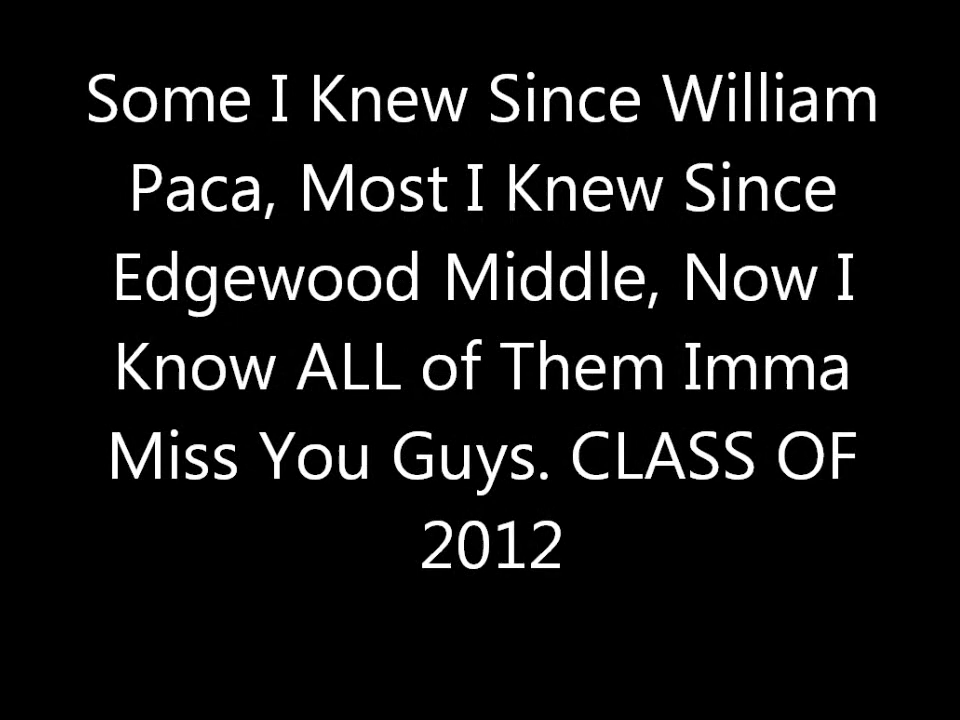 Some I Knew Since William
Paca, Most I Knew Since
Edgewood Middle, Now I
Know ALL of Them Imma
Miss You Guys. CLASS OF
2012